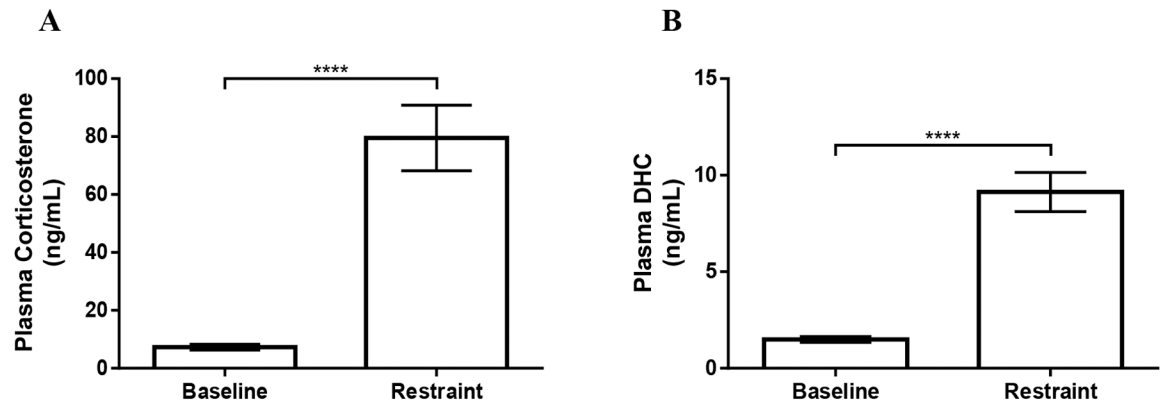 A
Plasma Corticosterone
(ng/mL)
100
80
60
40
20
0
****
Baseline
Restraint
B
Plasma DHC
(ng/mL)
15
10
5
0
****
Baseline
Restraint